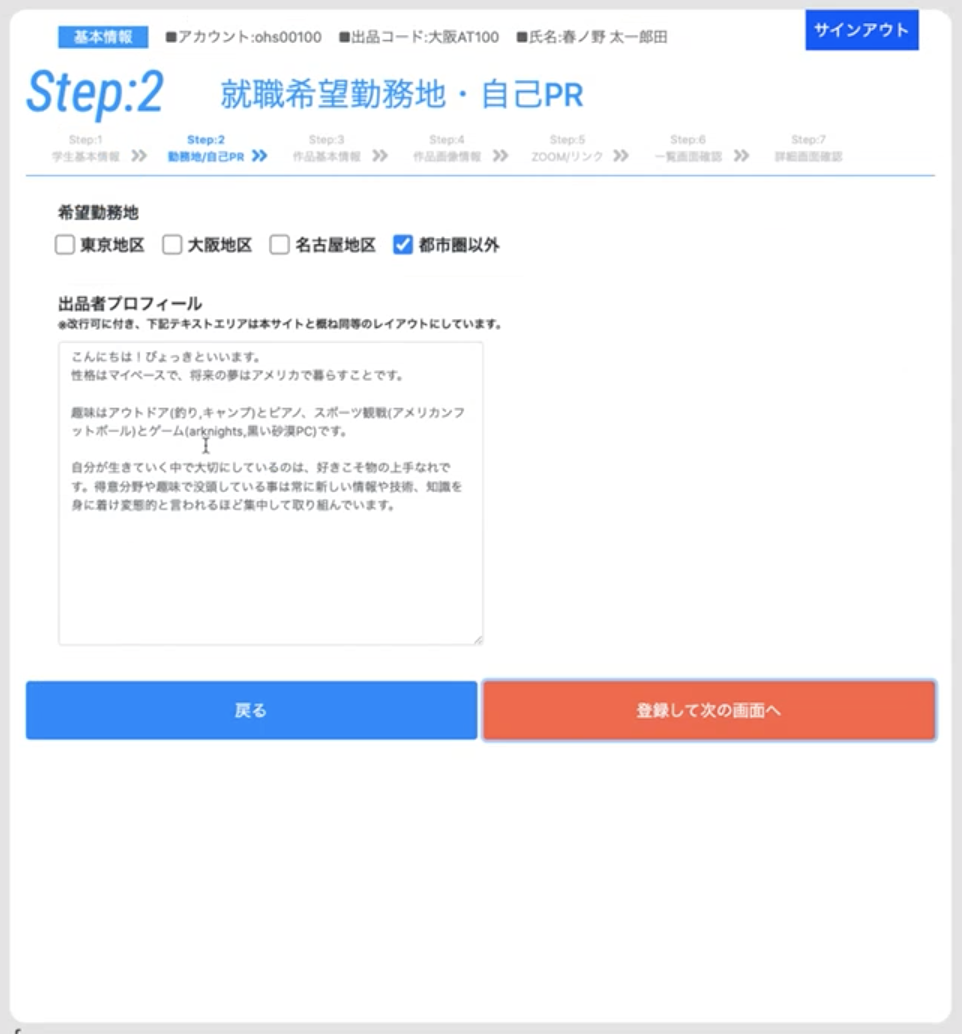 基本情報 ■アカウント:ohs00100 ■出品コード:大阪AT100 ■氏名:春ノ野 太一郎田
サインアウト
Step:2 就職希望勤務地・自己PR
Step:1 Step:2 Step:3 Step:4 Step:5 Step:6 Step:7
学生基本情報 勤務地/自己PR 作品基本情報 作品画像情報 ZOOM/リンク 一覧画面確認 詳細画面確認
希望勤務地
東京地区 大阪地区 名古屋地区 都市圏以外
出品者プロフィール
※改行可に付き、下記テキストエリアは本サイトと概ね同等のレイアウトにしています。
こんにちは！ぴょっきといいます。
性格はマイペースで、将来の夢はアメリカで暮らすことです。
趣味はアウトドア(釣り,キャンプ)とピアノ、スポーツ観戦(アメリカンフ
ットボール)とゲーム(arknights,黒い砂漠PC)です。
自分が生きていく中で大切にしているのは、好きこそ物の上手なれで
す。得意分野や趣味で没頭している事は常に新しい情報や技術、知識を
身に着け変態的と言われるほど集中して取り組んでいます。
戻る 登録して次の画面へ